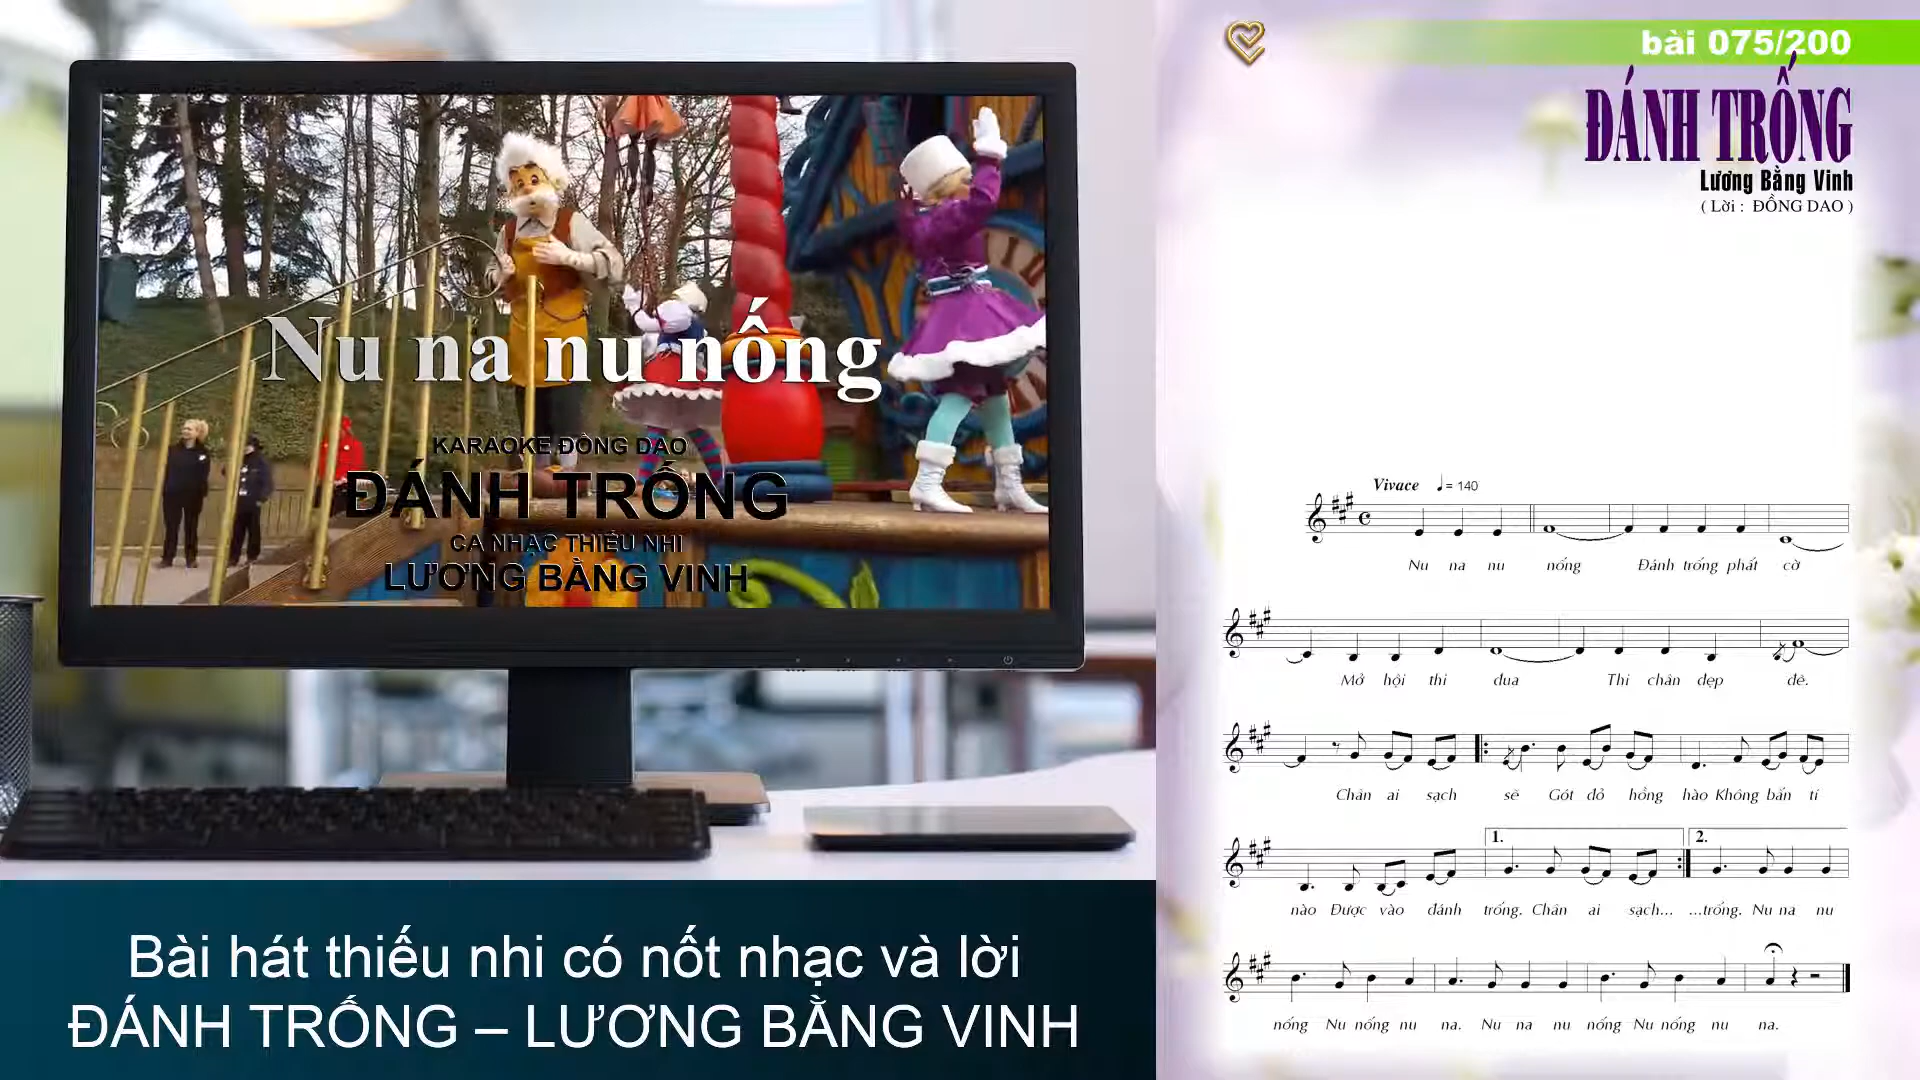 Nu na nu nống
KARAOKE ĐỒNG DAO
ĐÁNH TRỐNG
CA NHẠC THIẾU NHI
LƯƠNG BẰNG VINH
Bài hát thiếu nhi có nốt nhạc và lời
ĐÁNH TRỐNG – LƯƠNG BẰNG VINH
bài 075/200
ĐÁNH TRỐNG
Lương Bằng Vinh
( Lời : ĐỒNG DAO )
Vivace ♩= 140
Nu na nu nống Đánh trống phất cờ
Mở hội thi đua Thi chân đẹp đẽ.
Chân ai sạch sẽ Gót đỏ hồng hào Không bẩn tí
1. 2.
nào Được vào đánh trống. Chân ai sạch... ...trống. Nu na nu
nống Nu nống nu na. Nu na nu nống Nu nống nu na.